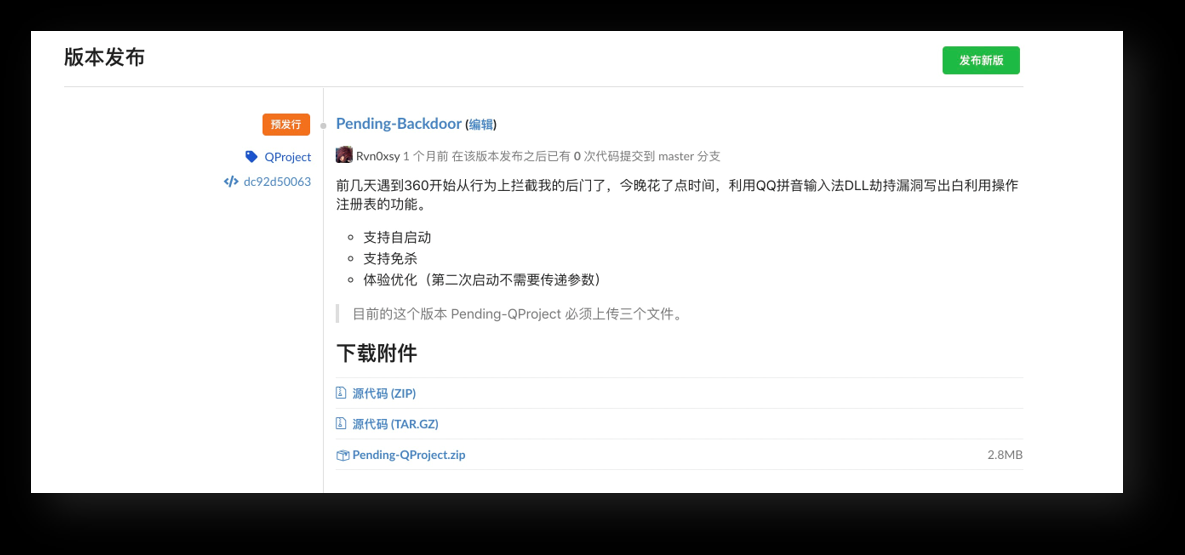 版本发布
发布新版
预发行
Pending-Backdoor (编辑)
QProject
Rvn0xsy 1 个月前 在该版本发布之后已有 0 次代码提交到 master 分支
dc92d50063
前几天遇到360开始从行为上拦截我的后门了，今晚花了点时间，利用QQ拼音输入法DLL劫持漏洞写出白利用操作
注册表的功能。
支持自启动
支持免杀
体验优化（第二次启动不需要传递参数）
目前的这个版本 Pending-QProject 必须上传三个文件。
下载附件
源代码 (ZIP)
源代码 (TAR.GZ)
Pending-QProject.zip 2.8MB